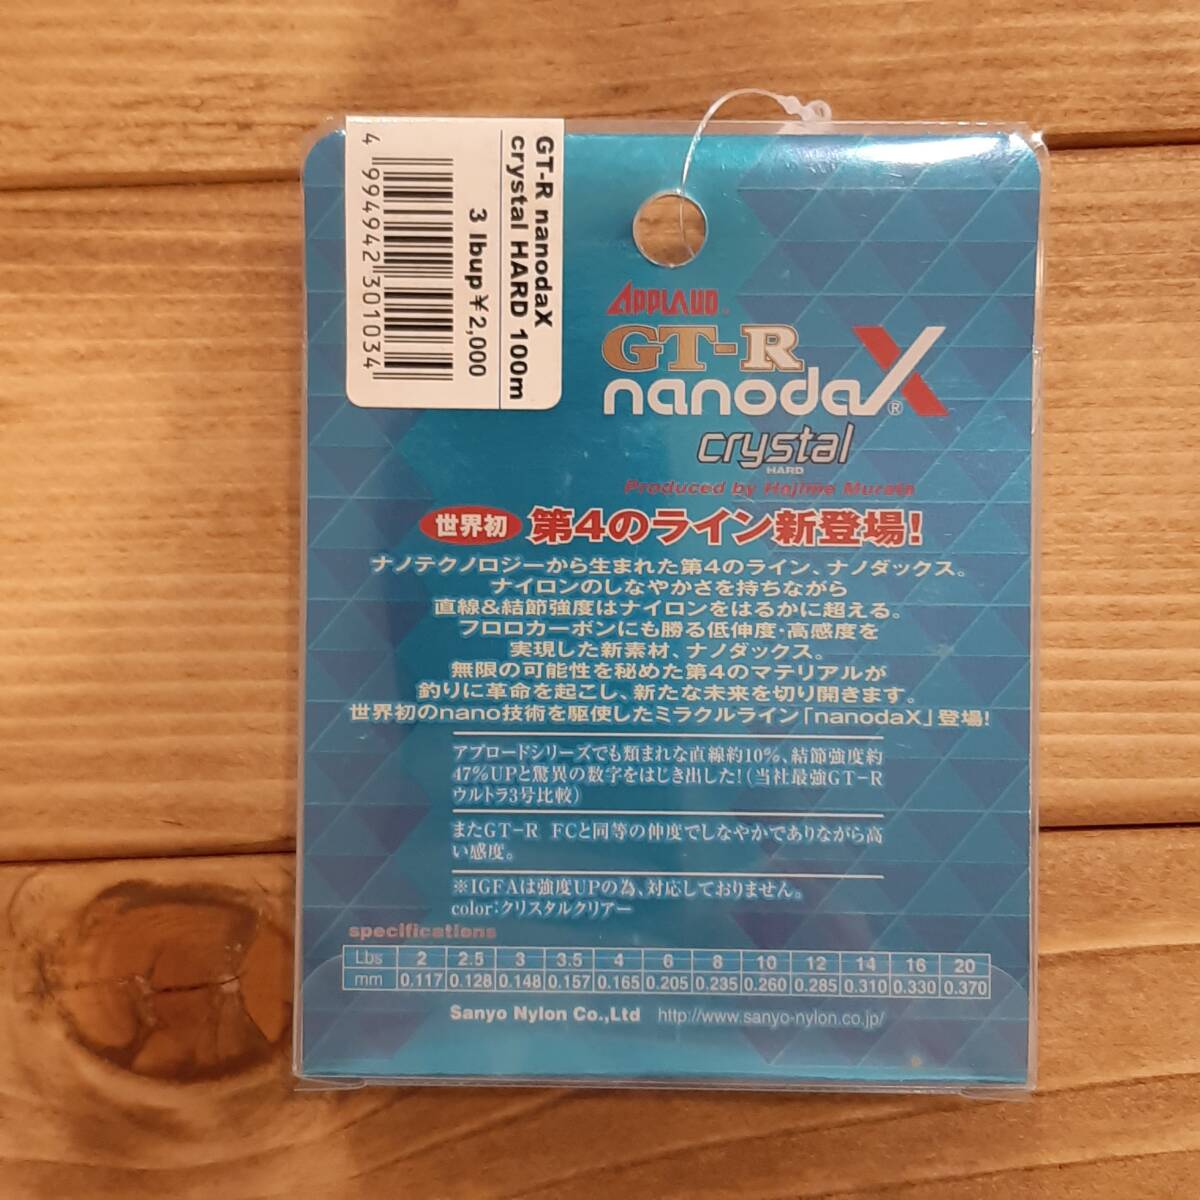 GT-R nanodaX
crystal HARD 100m
3 lbup ¥2,000
4 994942 301034
APPLAUD®
GT-R
nanodaX®
crystal
HARD
Produced by Hajime Murata
世界初 第4のライン新登場!
ナノテクノロジーから生まれた第4のライン、ナノダックス。
ナイロンのしなやかさを持ちながら
直線&結節強度はナイロンをはるかに超える。
フロロカーボンにも勝る低伸度・高感度を
実現した新素材、ナノダックス。
無限の可能性を秘めた第4のマテリアルが
釣りに革命を起こし、新たな未来を切り開きます。
世界初のnano技術を駆使したミラクルライン「nanodaX」登場!
アプロードシリーズでも類まれな直線約10%、結節強度約
47%UPと驚異の数字をはじき出した!(当社最強GT-R
ウルトラ3号比較)
またGT-R FCと同等の伸度でしなやかでありながら高
い感度。
※IGFAは強度UPの為、対応しておりません。
color:クリスタルクリアー
specifications
Lbs 2 2.5 3 3.5 4 6 8 10 12 14 16 20
mm 0.117 0.128 0.148 0.157 0.165 0.205 0.235 0.260 0.285 0.310 0.330 0.370
Sanyo Nylon Co.,Ltd http://www.sanyo-nylon.co.jp/